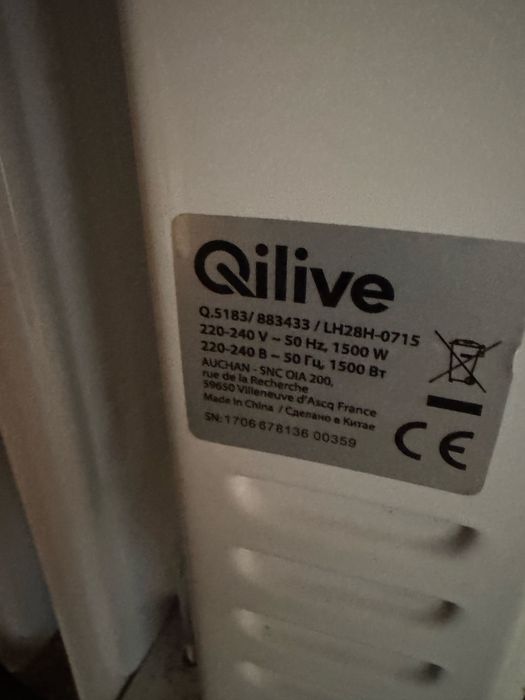 Qilive
Q.5183/ 883433 / LH28H-0715
220-240 V ~ 50 Hz, 1500 W
220-240 В ~ 50 Гц, 1500 Вт
AUCHAN - SNC OIA 200,
rue de la Recherche
59650 Villeneuve d'Ascq France
Made in China / Сделано в Китае
SN: 1706 678136 00359
CE